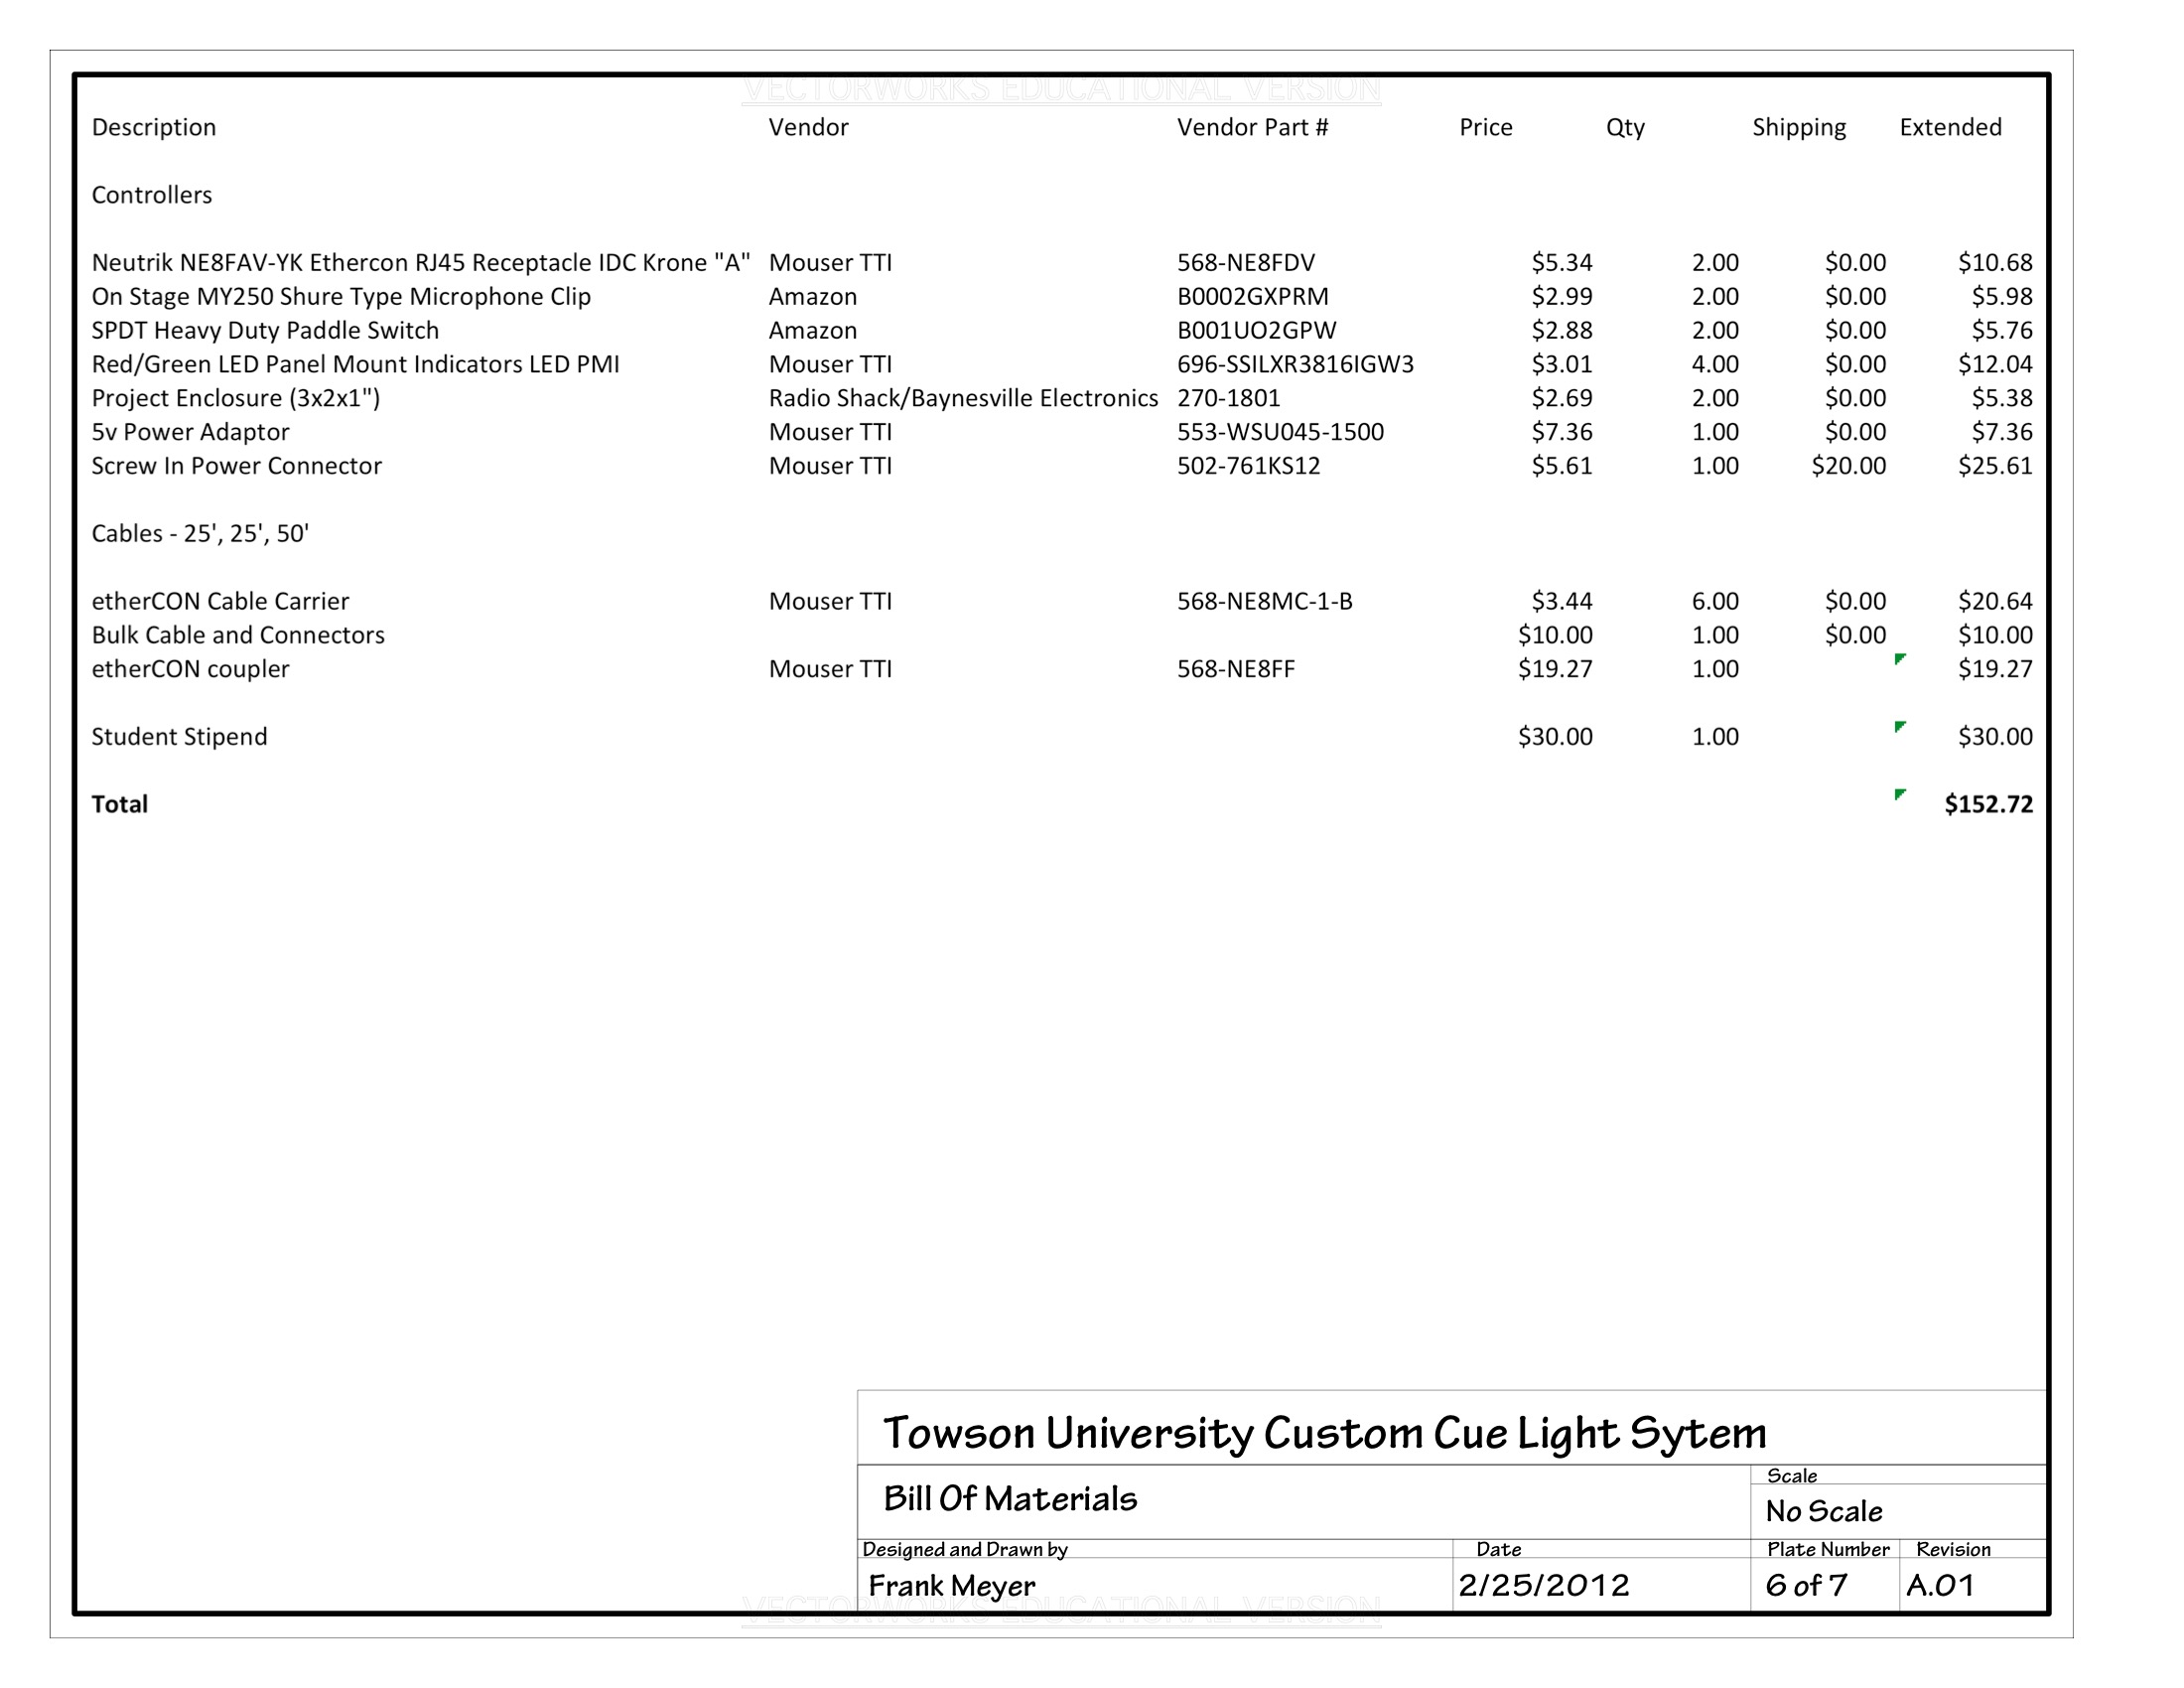 VECTORWORKS EDUCATIONAL VERSION
Description Vendor Vendor Part # Price Qty Shipping Extended
Controllers
Neutrik NE8FAV-YK Ethercon RJ45 Receptacle IDC Krone "A" Mouser TTI 568-NE8FDV $5.34 2.00 $0.00 $10.68
On Stage MY250 Shure Type Microphone Clip Amazon B0002GXPRM $2.99 2.00 $0.00 $5.98
SPDT Heavy Duty Paddle Switch Amazon B001UO2GPW $2.88 2.00 $0.00 $5.76
Red/Green LED Panel Mount Indicators LED PMI Mouser TTI 696-SSILXR3816IGW3 $3.01 4.00 $0.00 $12.04
Project Enclosure (3x2x1") Radio Shack/Baynesville Electronics 270-1801 $2.69 2.00 $0.00 $5.38
5v Power Adaptor Mouser TTI 553-WSU045-1500 $7.36 1.00 $0.00 $7.36
Screw In Power Connector Mouser TTI 502-761KS12 $5.61 1.00 $20.00 $25.61
Cables - 25', 25', 50'
etherCON Cable Carrier Mouser TTI 568-NE8MC-1-B $3.44 6.00 $0.00 $20.64
Bulk Cable and Connectors $10.00 1.00 $0.00 $10.00
etherCON coupler Mouser TTI 568-NE8FF $19.27 1.00 $19.27
Student Stipend $30.00 1.00 $30.00
Total $152.72
Towson University Custom Cue Light Sytem
Bill Of Materials
Scale
No Scale
Designed and Drawn by Date Plate Number Revision
Frank Meyer 2/25/2012 6 of 7 A.01
VECTORWORKS EDUCATIONAL VERSION